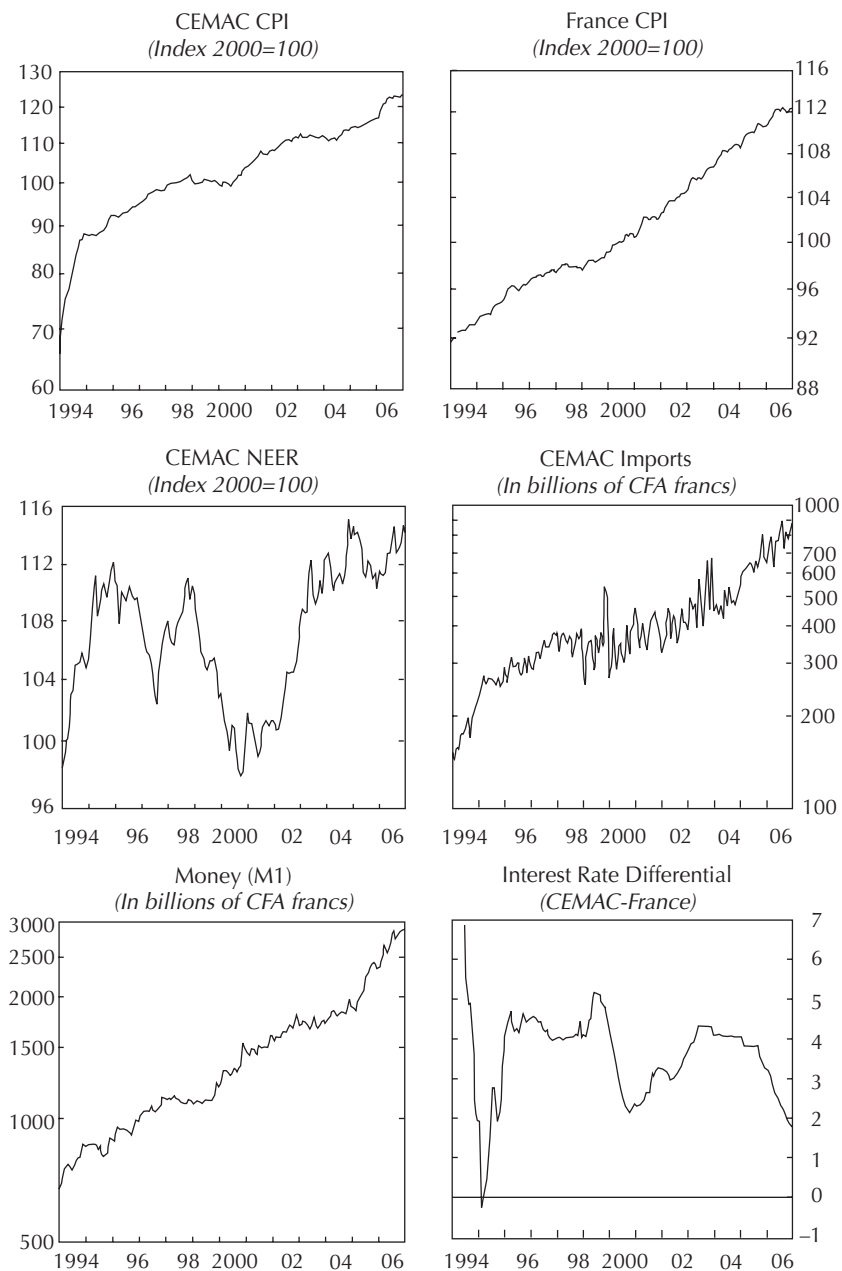 CEMAC CPI
(Index 2000=100)
130
120
110
100
90
80
70
60
1994 96 98 2000 02 04 06
France CPI
(Index 2000=100)
116
112
108
104
100
96
92
88
1994 96 98 2000 02 04 06
CEMAC NEER
(Index 2000=100)
116
112
108
104
100
96
1994 96 98 2000 02 04 06
CEMAC Imports
(In billions of CFA francs)
1000
700
600
500
400
300
200
100
1994 96 98 2000 02 04 06
Money (M1)
(In billions of CFA francs)
3000
2500
2000
1500
1000
500
1994 96 98 2000 02 04 06
Interest Rate Differential
(CEMAC-France)
7
6
5
4
3
2
1
0
–1
1994 96 98 2000 02 04 06